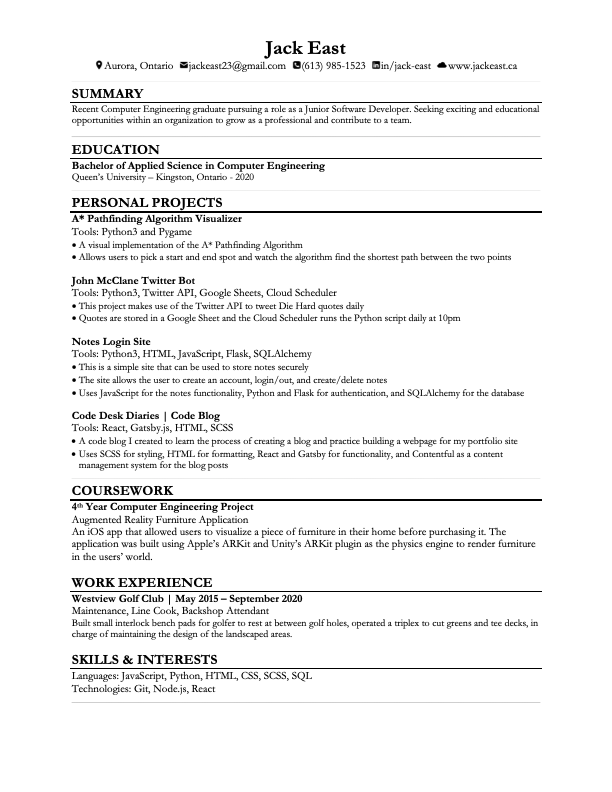 Jack East
Aurora, Ontario jackeast23@gmail.com (613) 985-1523 in/jack-east www.jackeast.ca
SUMMARY
Recent Computer Engineering graduate pursuing a role as a Junior Software Developer. Seeking exciting and educational
opportunities within an organization to grow as a professional and contribute to a team.
EDUCATION
Bachelor of Applied Science in Computer Engineering
Queen's University – Kingston, Ontario - 2020
PERSONAL PROJECTS
A* Pathfinding Algorithm Visualizer
Tools: Python3 and Pygame
• A visual implementation of the A* Pathfinding Algorithm
• Allows users to pick a start and end spot and watch the algorithm find the shortest path between the two points
John McClane Twitter Bot
Tools: Python3, Twitter API, Google Sheets, Cloud Scheduler
• This project makes use of the Twitter API to tweet Die Hard quotes daily
• Quotes are stored in a Google Sheet and the Cloud Scheduler runs the Python script daily at 10pm
Notes Login Site
Tools: Python3, HTML, JavaScript, Flask, SQLAlchemy
• This is a simple site that can be used to store notes securely
• The site allows the user to create an account, login/out, and create/delete notes
• Uses JavaScript for the notes functionality, Python and Flask for authentication, and SQLAlchemy for the database
Code Desk Diaries | Code Blog
Tools: React, Gatsby.js, HTML, SCSS
• A code blog I created to learn the process of creating a blog and practice building a webpage for my portfolio site
• Uses SCSS for styling, HTML for formatting, React and Gatsby for functionality, and Contentful as a content
management system for the blog posts
COURSEWORK
4th Year Computer Engineering Project
Augmented Reality Furniture Application
An iOS app that allowed users to visualize a piece of furniture in their home before purchasing it. The
application was built using Apple's ARKit and Unity's ARKit plugin as the physics engine to render furniture
in the users' world.
WORK EXPERIENCE
Westview Golf Club | May 2015 – September 2020
Maintenance, Line Cook, Backshop Attendant
Built small interlock bench pads for golfer to rest at between golf holes, operated a triplex to cut greens and tee decks, in
charge of maintaining the design of the landscaped areas.
SKILLS & INTERESTS
Languages: JavaScript, Python, HTML, CSS, SCSS, SQL
Technologies: Git, Node.js, React